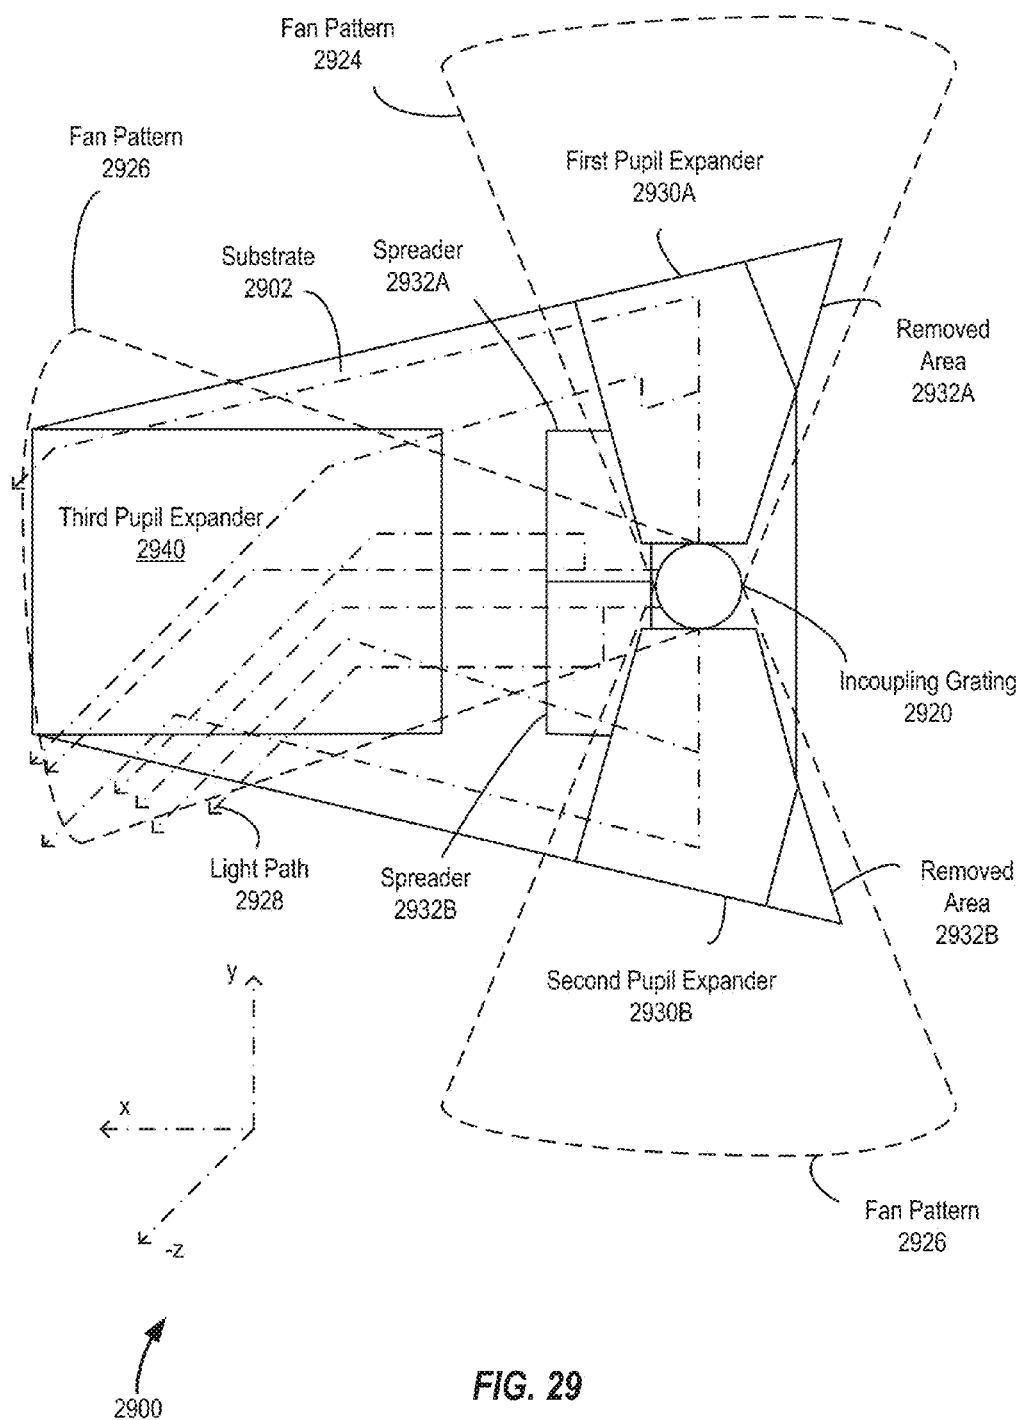 Fan Pattern
2924
Fan Pattern
2926
First Pupil Expander
2930A
Substrate
2902
Spreader
2932A
Removed
Area
2932A
Third Pupil Expander
2940
Incoupling Grating
2920
Light Path
2928
Spreader
2932B
Removed
Area
2932B
Second Pupil Expander
2930B
y
x
-z
Fan Pattern
2926
2900
FIG. 29